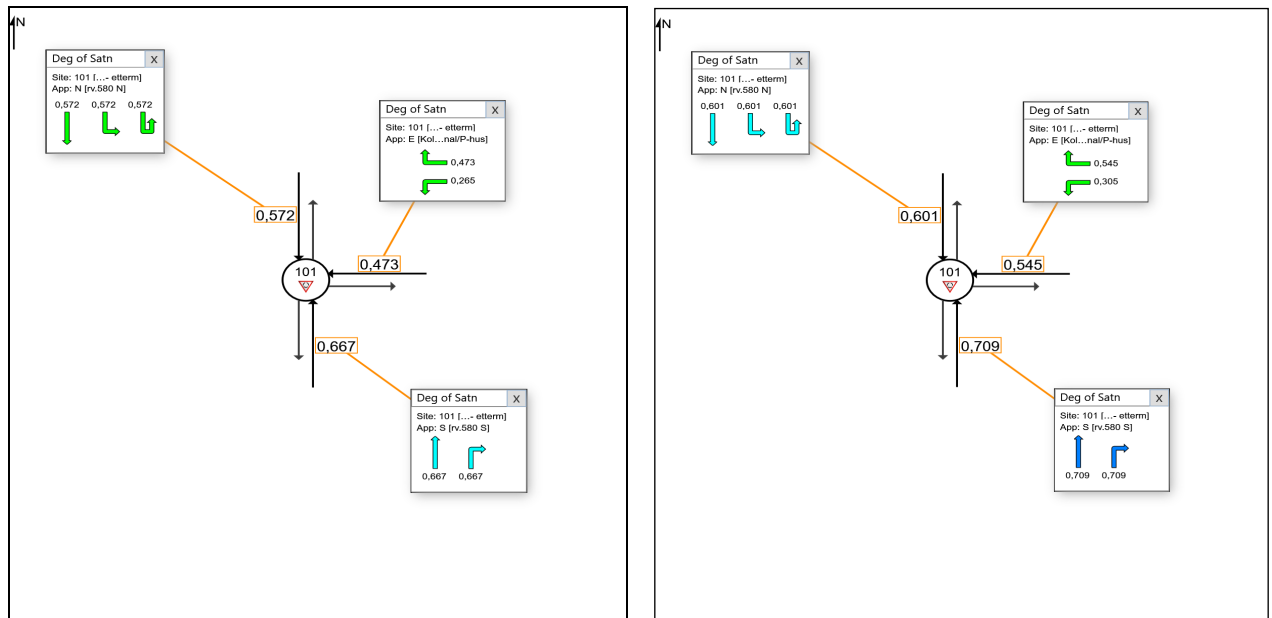 N
Deg of Satn X
Site: 101 [...- etterm]
App: N [rv.580 N]
0,572 0,572 0,572
Deg of Satn X
Site: 101 [...- etterm]
App: E [Kol...nal/P-hus]
0,473
0,265
0,572
0,473
101
0,667
Deg of Satn X
Site: 101 [...- etterm]
App: S [rv.580 S]
0,667 0,667
N
Deg of Satn X
Site: 101 [...- etterm]
App: N [rv.580 N]
0,601 0,601 0,601
Deg of Satn X
Site: 101 [...- etterm]
App: E [Kol...nal/P-hus]
0,545
0,305
0,601
0,545
101
0,709
Deg of Satn X
Site: 101 [...- etterm]
App: S [rv.580 S]
0,709 0,709